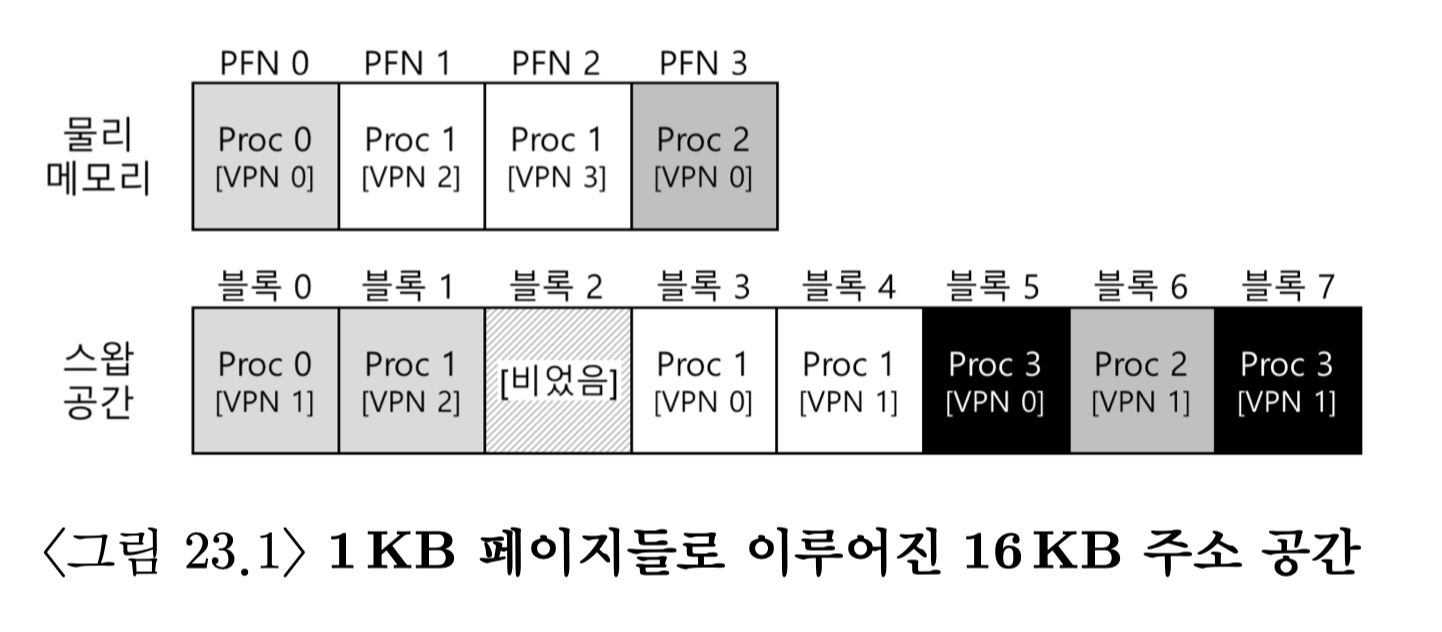 PFN 0 PFN 1 PFN 2 PFN 3
물리
메모리
Proc 0 Proc 1 Proc 1 Proc 2
[VPN 0] [VPN 2] [VPN 3] [VPN 0]
블록 0 블록 1 블록 2 블록 3 블록 4 블록 5 블록 6 블록 7
스왑
공간
Proc 0 Proc 1 [비었음] Proc 1 Proc 1 Proc 3 Proc 2 Proc 3
[VPN 1] [VPN 2] [VPN 0] [VPN 1] [VPN 0] [VPN 1] [VPN 1]
〈그림 23.1〉 1 KB 페이지들로 이루어진 16 KB 주소 공간